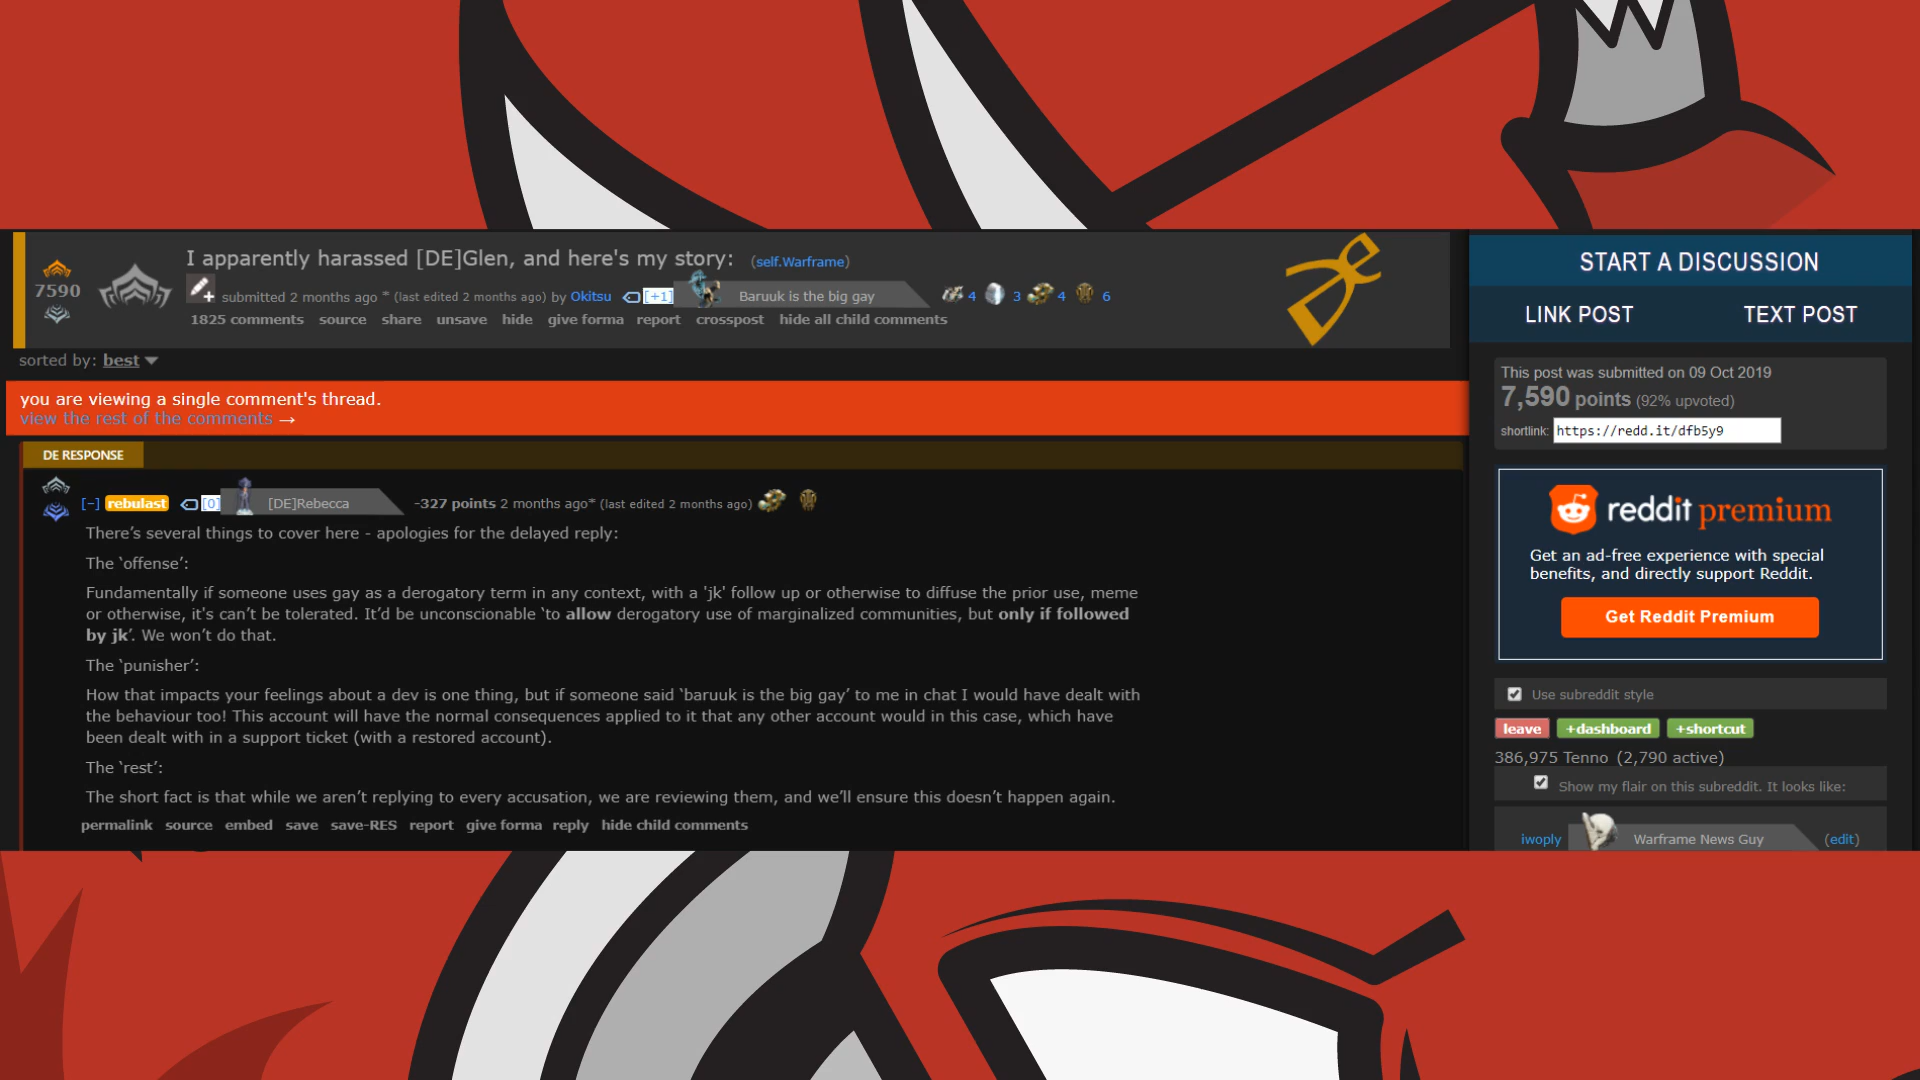 I apparently harassed [DE]Glen, and here's my story: (self.Warframe)
7590
submitted 2 months ago * (last edited 2 months ago) by Okitsu [+1] Baruuk is the big gay 4 3 4 6
1825 comments source share unsave hide give forma report crosspost hide all child comments
sorted by: best
you are viewing a single comment's thread.
view the rest of the comments →
DE RESPONSE
[–] rebulast [0] [DE]Rebecca -327 points 2 months ago* (last edited 2 months ago)
There's several things to cover here - apologies for the delayed reply:
The ‘offense’:
Fundamentally if someone uses gay as a derogatory term in any context, with a 'jk' follow up or otherwise to diffuse the prior use, meme
or otherwise, it's can’t be tolerated. It’d be unconscionable ‘to allow derogatory use of marginalized communities, but only if followed
by jk’. We won’t do that.
The ‘punisher’:
How that impacts your feelings about a dev is one thing, but if someone said ‘baruuk is the big gay’ to me in chat I would have dealt with
the behaviour too! This account will have the normal consequences applied to it that any other account would in this case, which have
been dealt with in a support ticket (with a restored account).
The ‘rest’:
The short fact is that while we aren’t replying to every accusation, we are reviewing them, and we’ll ensure this doesn’t happen again.
permalink source embed save save-RES report give forma reply hide child comments
START A DISCUSSION
LINK POST TEXT POST
This post was submitted on 09 Oct 2019
7,590 points (92% upvoted)
shortlink: https://redd.it/dfb5y9
reddit premium
Get an ad-free experience with special
benefits, and directly support Reddit.
Get Reddit Premium
Use subreddit style
leave +dashboard +shortcut
386,975 Tenno (2,790 active)
Show my flair on this subreddit. It looks like:
iwoply Warframe News Guy (edit)